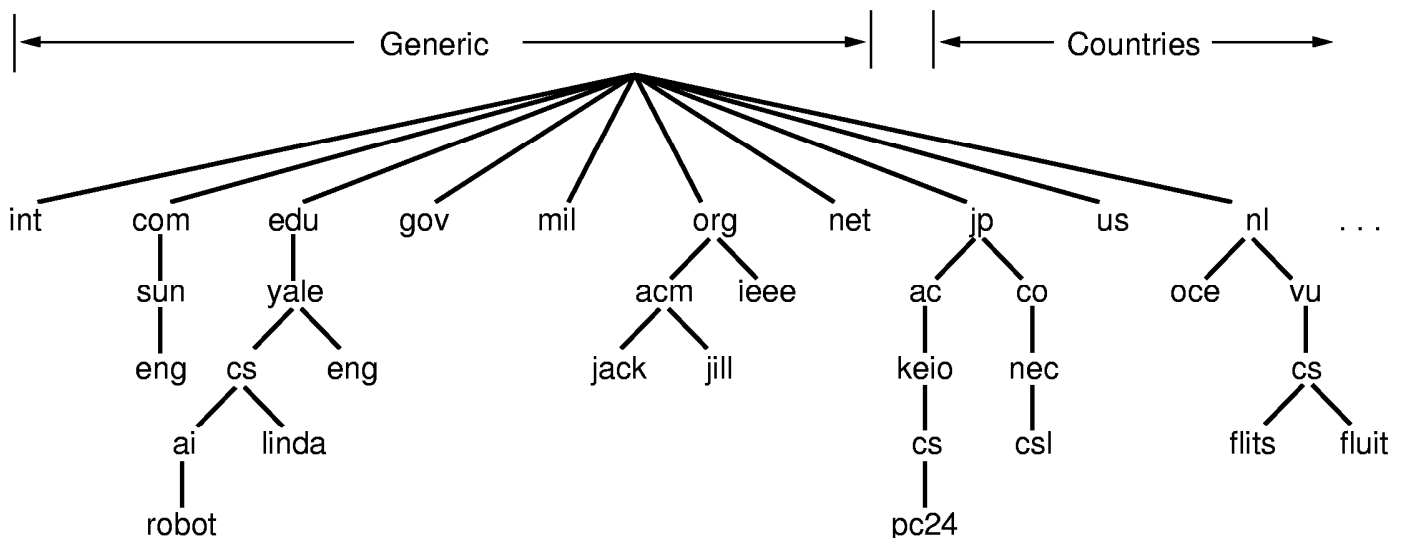 Generic Countries
int com edu gov mil org net jp us nl . . .
sun yale acm ieee ac co oce vu
eng cs eng jack jill keio nec cs
ai linda cs csl flits fluit
robot pc24